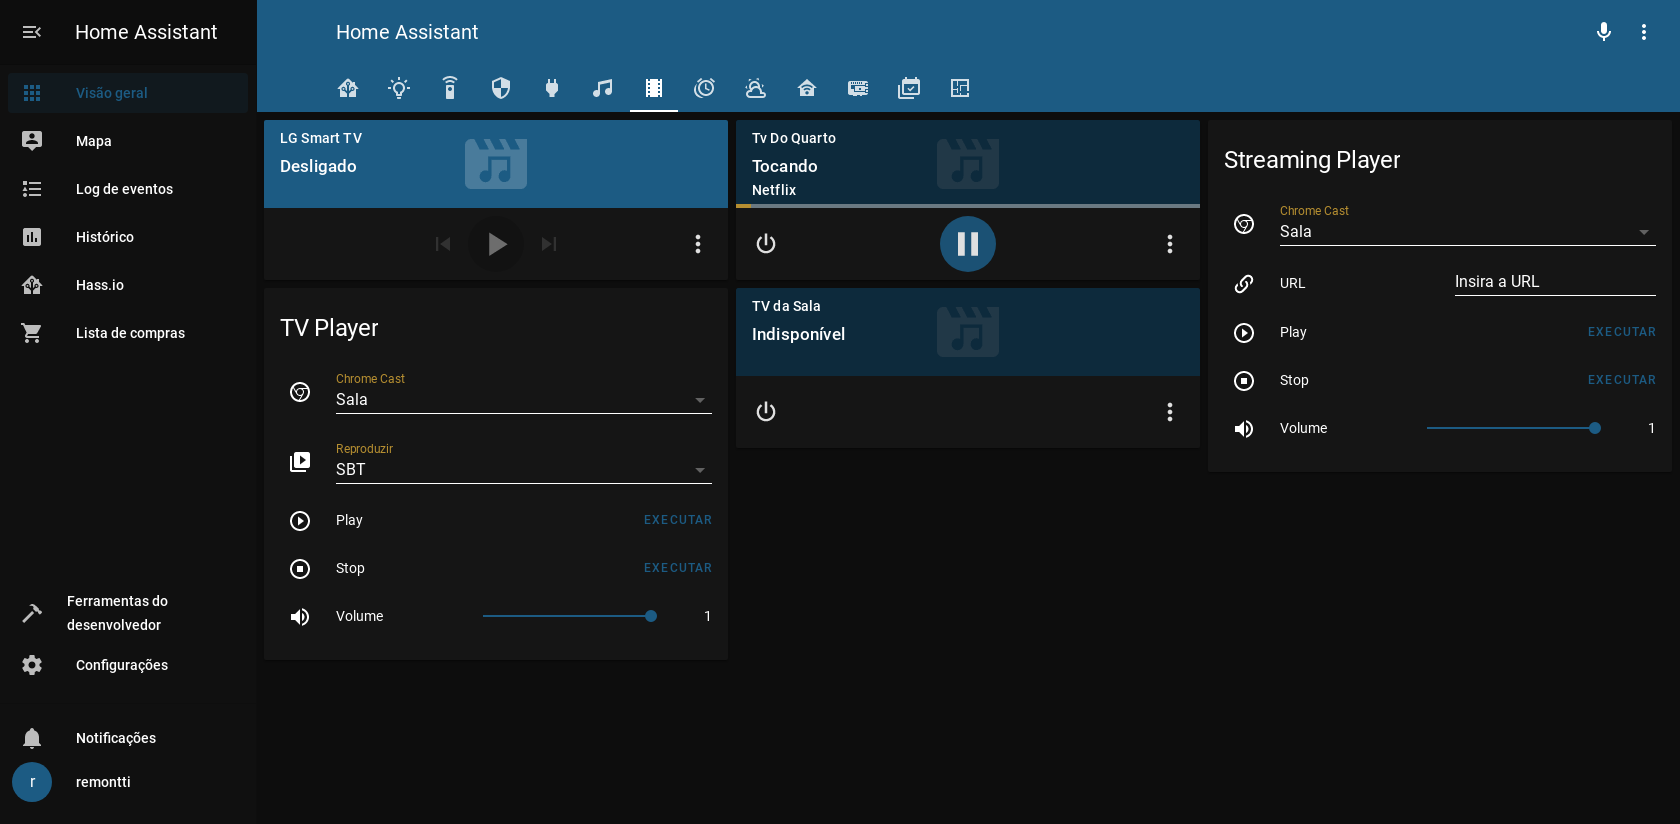 Home Assistant
Visão geral
Mapa
Log de eventos
Histórico
Hass.io
Lista de compras
Ferramentas do
desenvolvedor
Configurações
Notificações
r
remontti
Home Assistant
LG Smart TV
Desligado
TV Player
Chrome Cast
Sala
Reproduzir
SBT
Play
EXECUTAR
Stop
EXECUTAR
Volume
1
Tv Do Quarto
Tocando
Netflix
TV da Sala
Indisponível
Streaming Player
Chrome Cast
Sala
URL
Insira a URL
Play
EXECUTAR
Stop
EXECUTAR
Volume
1